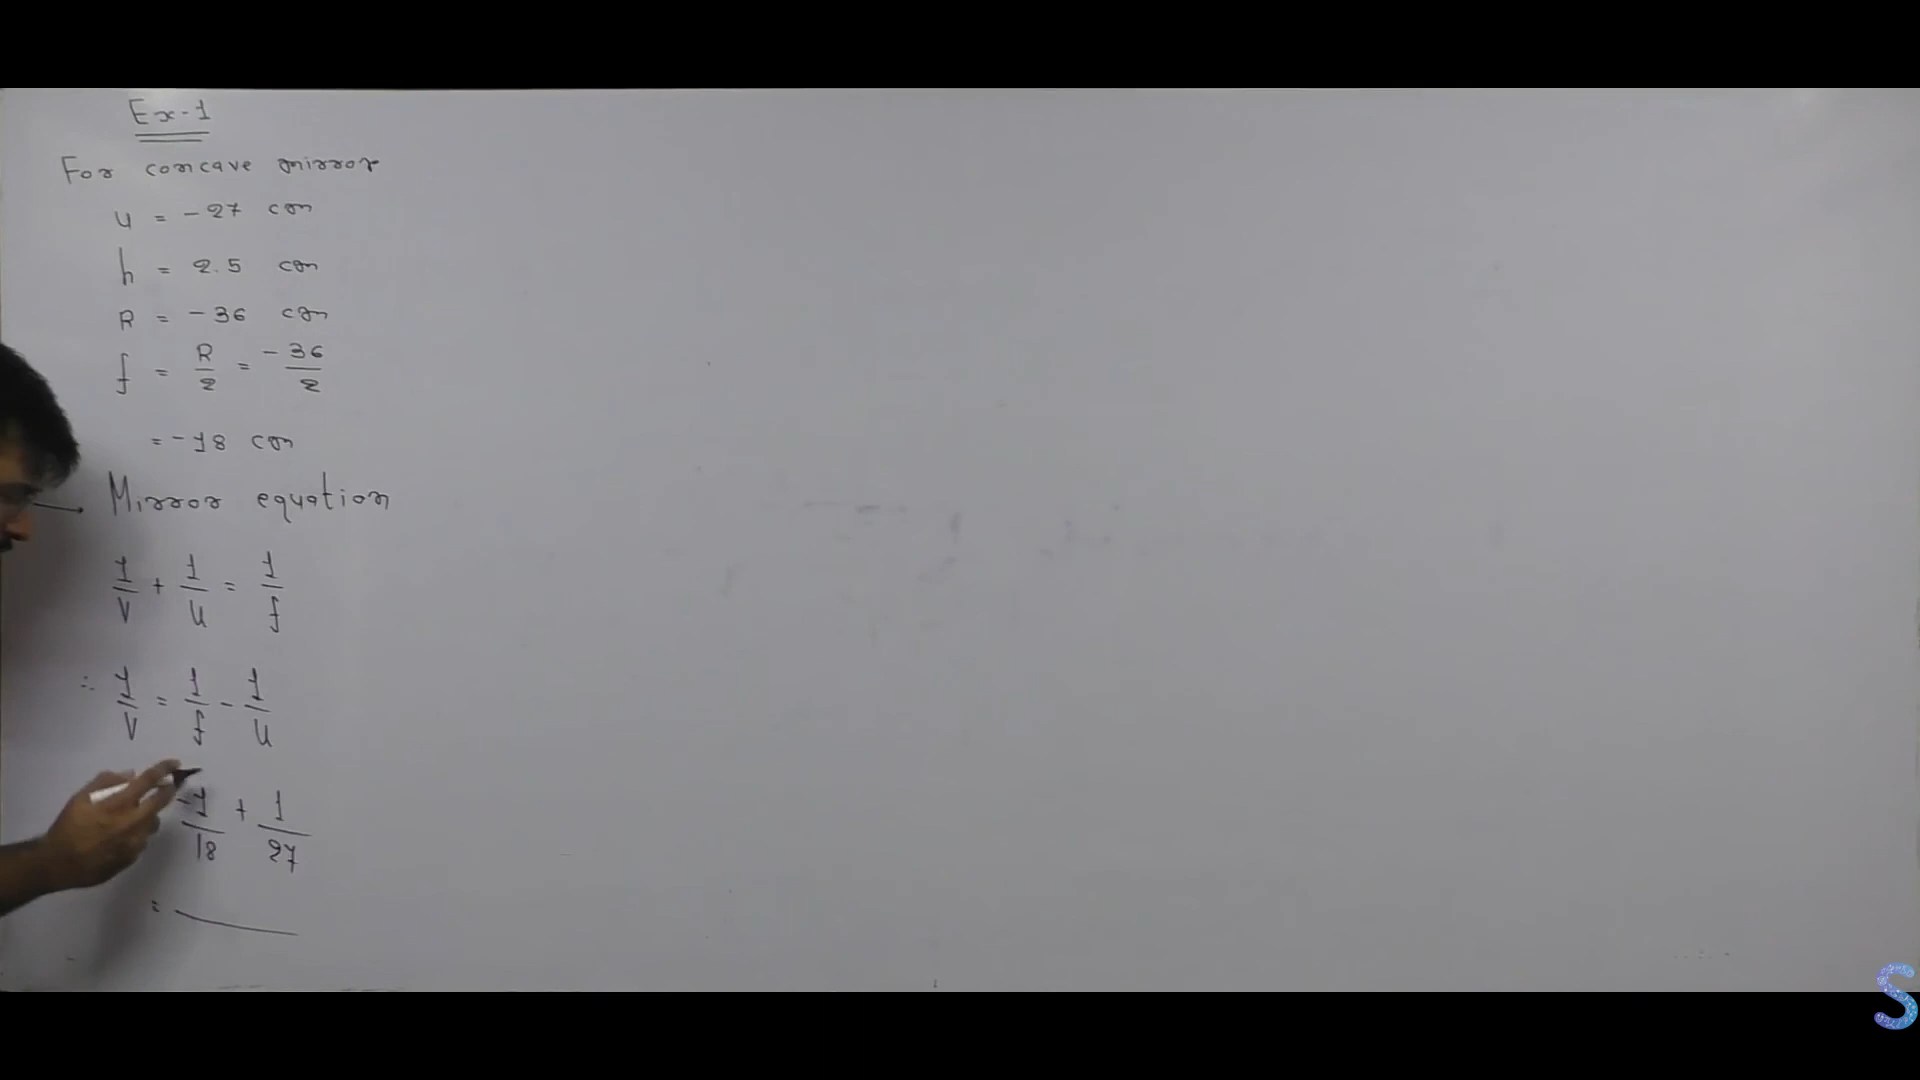 Ex-1
For concave mirror
u = -27 cm
h = 2.5 cm
R = -36 cm
f = R/2 = -36/2
= -18 cm
→ Mirror equation
1/v + 1/u = 1/f
∴ 1/v = 1/f - 1/u
-1/18 + 1/27
=
S